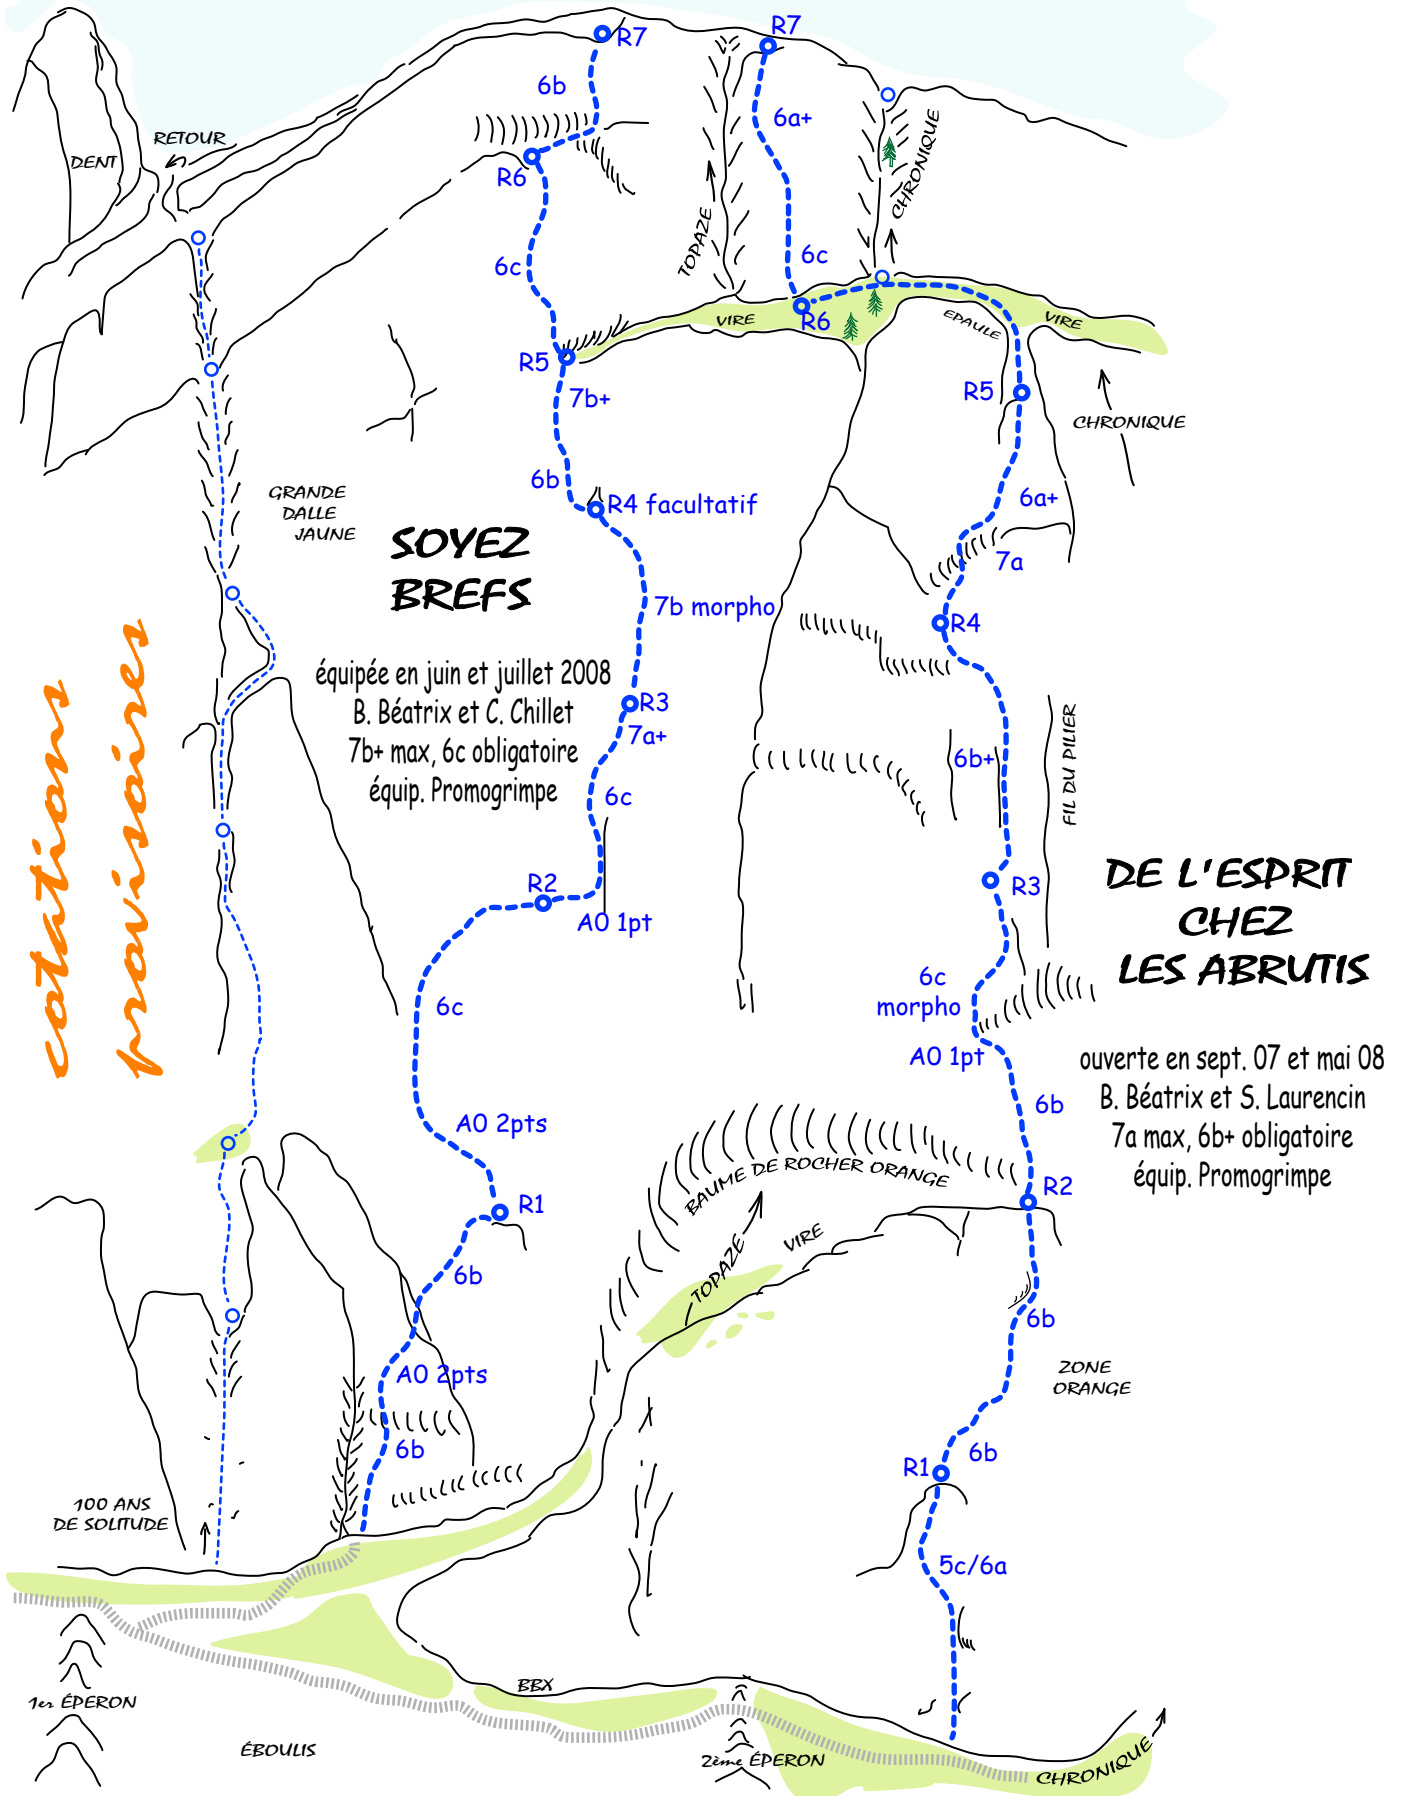 R7
R7
6b
6a+
RETOUR
DENT
CHRONIQUE
R6
TOPAZE
6c
6c
R6
VIRE
EPAULE
VIRE
R5
7b+
R5
CHRONIQUE
6b
R4 facultatif
6a+
GRANDE
DALLE
JAUNE
SOYEZ
BREFS
7a
7b morpho
R4
équipée en juin et juillet 2008
B. Béatrix et C. Chillet
7b+ max, 6c obligatoire
équip. Promogrimpe
R3
7a+
6c
6b+
FIL DU PILIER
cotations
provisoires
R2
A0 1pt
R3
DE L'ESPRIT
CHEZ
LES ABRUTIS
6c
6c
morpho
A0 1pt
ouverte en sept. 07 et mai 08
B. Béatrix et S. Laurencin
7a max, 6b+ obligatoire
équip. Promogrimpe
6b
A0 2pts
BAUME DE ROCHER ORANGE
R2
R1
TOPAZE
VIRE
6b
6b
A0 2pts
ZONE
ORANGE
6b
6b
R1
100 ANS
DE SOLITUDE
5c/6a
BBX
1er ÉPERON
ÉBOULIS
2ème ÉPERON
CHRONIQUE